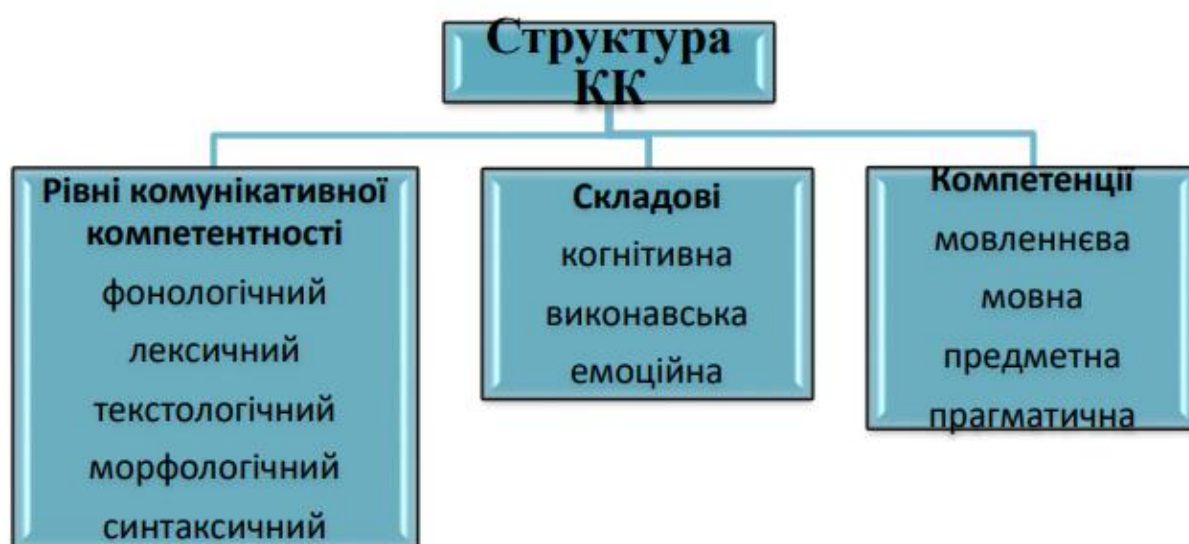 Структура
КК
Рівні комунікативної
компетентності
фонологічний
лексичний
текстологічний
морфологічний
синтаксичний
Складові
когнітивна
виконавська
емоційна
Компетенції
мовленнєва
мовна
предметна
прагматична